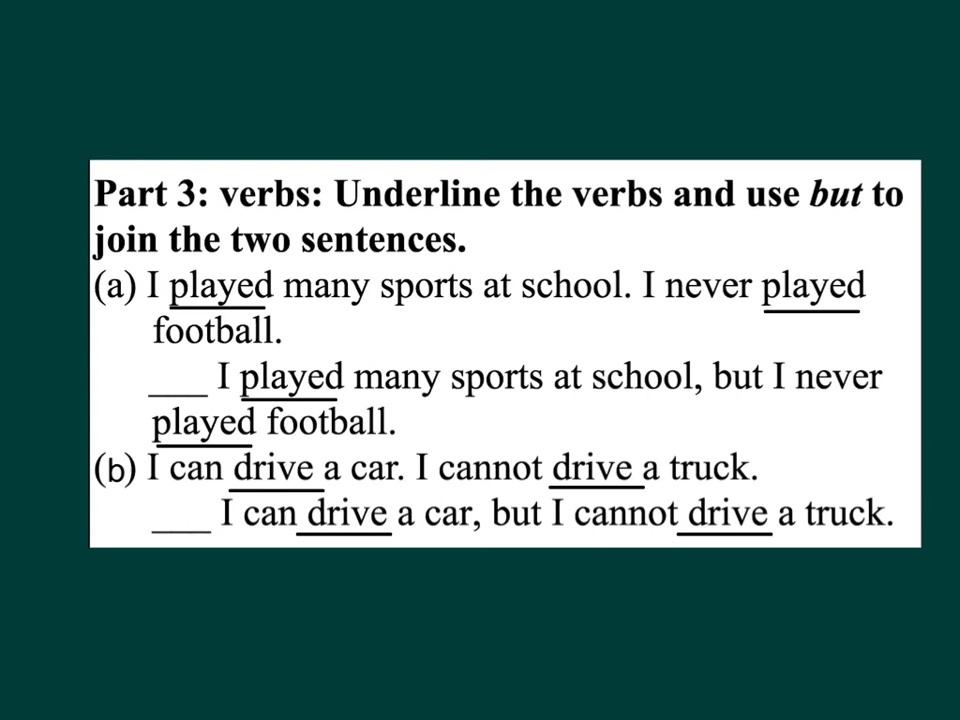 Part 3: verbs: Underline the verbs and use but to
join the two sentences.
(a) I played many sports at school. I never played
football.
___ I played many sports at school, but I never
played football.
(b) I can drive a car. I cannot drive a truck.
___ I can drive a car, but I cannot drive a truck.